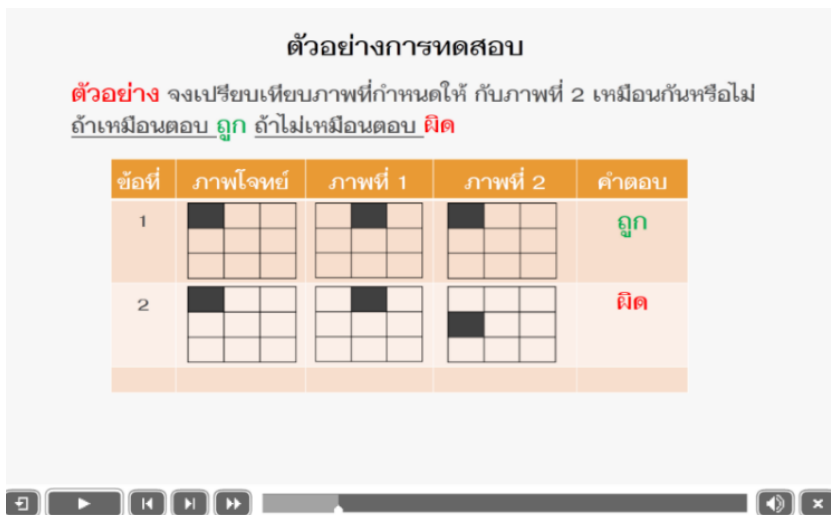 ตัวอย่างการทดสอบ
ตัวอย่าง จงเปรียบเทียบภาพที่กำหนดให้ กับภาพที่ 2 เหมือนกันหรือไม่
ถ้าเหมือนตอบ ถูก ถ้าไม่เหมือนตอบ ผิด
ข้อที่ ภาพโจทย์ ภาพที่ 1 ภาพที่ 2 คำตอบ
1 ถูก
2 ผิด